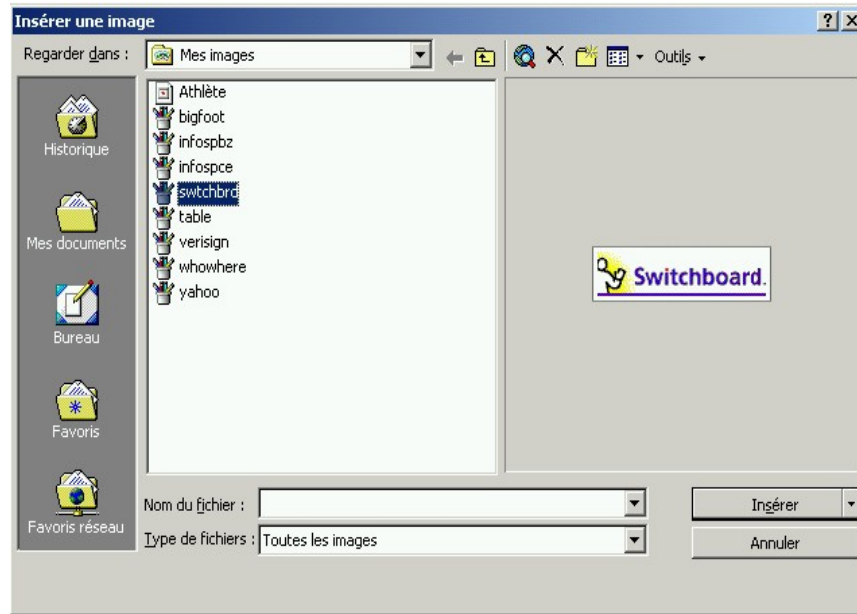 Insérer une image
Regarder dans :
Mes images
Outils
Historique
Mes documents
Bureau
Favoris
Favoris réseau
Athlète
bigfoot
infospbz
infospce
swtchbrd
table
verisign
whowhere
yahoo
Switchboard.
Nom du fichier :
Insérer
Type de fichiers : Toutes les images
Annuler